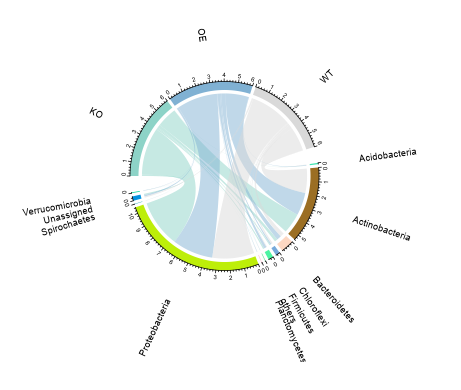 OE
WT
KO
Acidobacteria
Actinobacteria
Bacteroidetes
Chloroflexi
Firmicutes
others
Planctomycetes
Proteobacteria
Spirochaetes
Unassigned
Verrucomicrobia